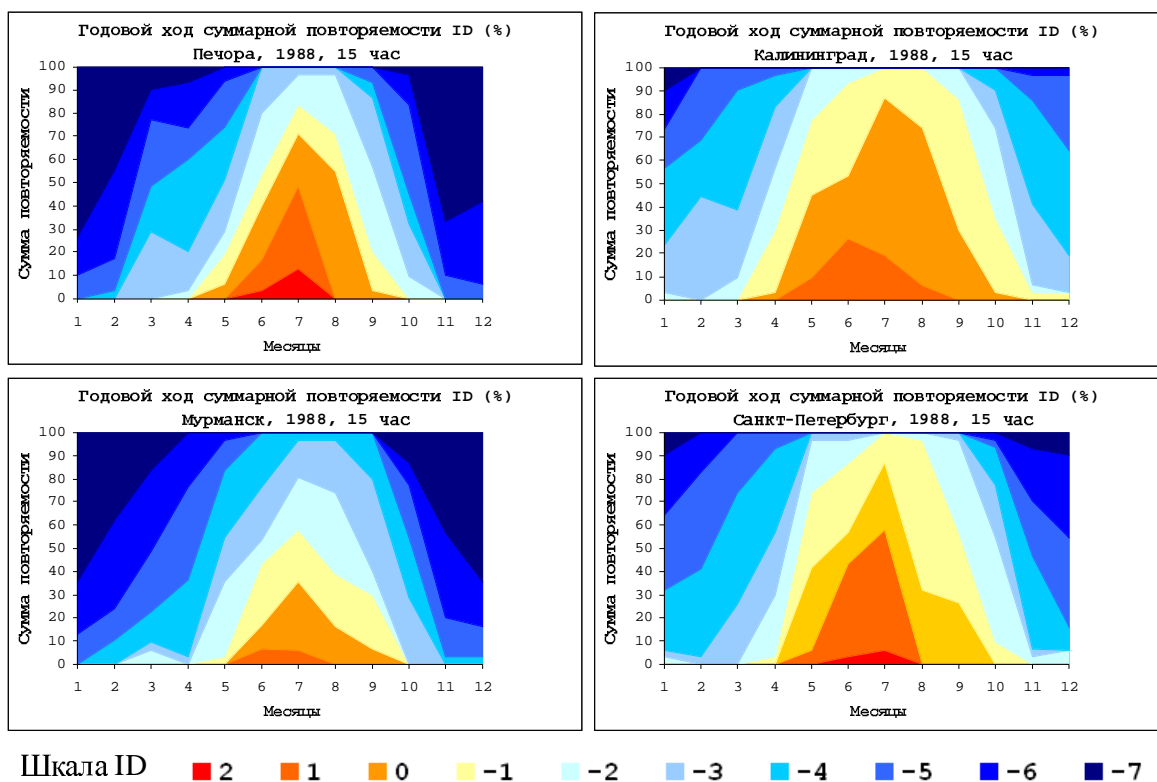 Годовой ход суммарной повторяемости ID (%)
Печора, 1988, 15 час
Сумма повторяемости
100
90
80
70
60
50
40
30
20
10
0
1 2 3 4 5 6 7 8 9 10 11 12
Месяцы
Годовой ход суммарной повторяемости ID (%)
Калининград, 1988, 15 час
Сумма повторяемости
100
90
80
70
60
50
40
30
20
10
0
1 2 3 4 5 6 7 8 9 10 11 12
Месяцы
Годовой ход суммарной повторяемости ID (%)
Мурманск, 1988, 15 час
Сумма повторяемости
100
90
80
70
60
50
40
30
20
10
0
1 2 3 4 5 6 7 8 9 10 11 12
Месяцы
Годовой ход суммарной повторяемости ID (%)
Санкт-Петербург, 1988, 15 час
Сумма повторяемости
100
90
80
70
60
50
40
30
20
10
0
1 2 3 4 5 6 7 8 9 10 11 12
Месяцы
Шкала ID 2 1 0 -1 -2 -3 -4 -5 -6 -7